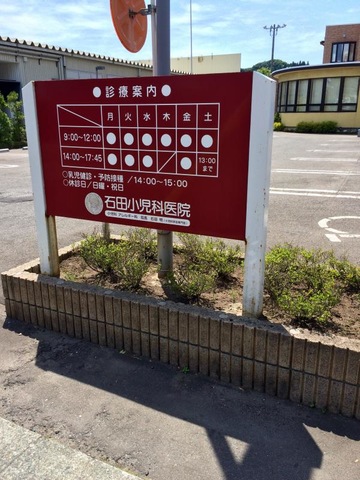 ●●診療案内●
月 火 水 木 金 土
9:00〜12:00 ● ● ● ● ● ●
14:00〜17:45 ● ● ● ／ ● 13:00まで
○乳児健診・予防接種／14:00〜15:00
○休診日／日曜・祝日
石田小児科医院